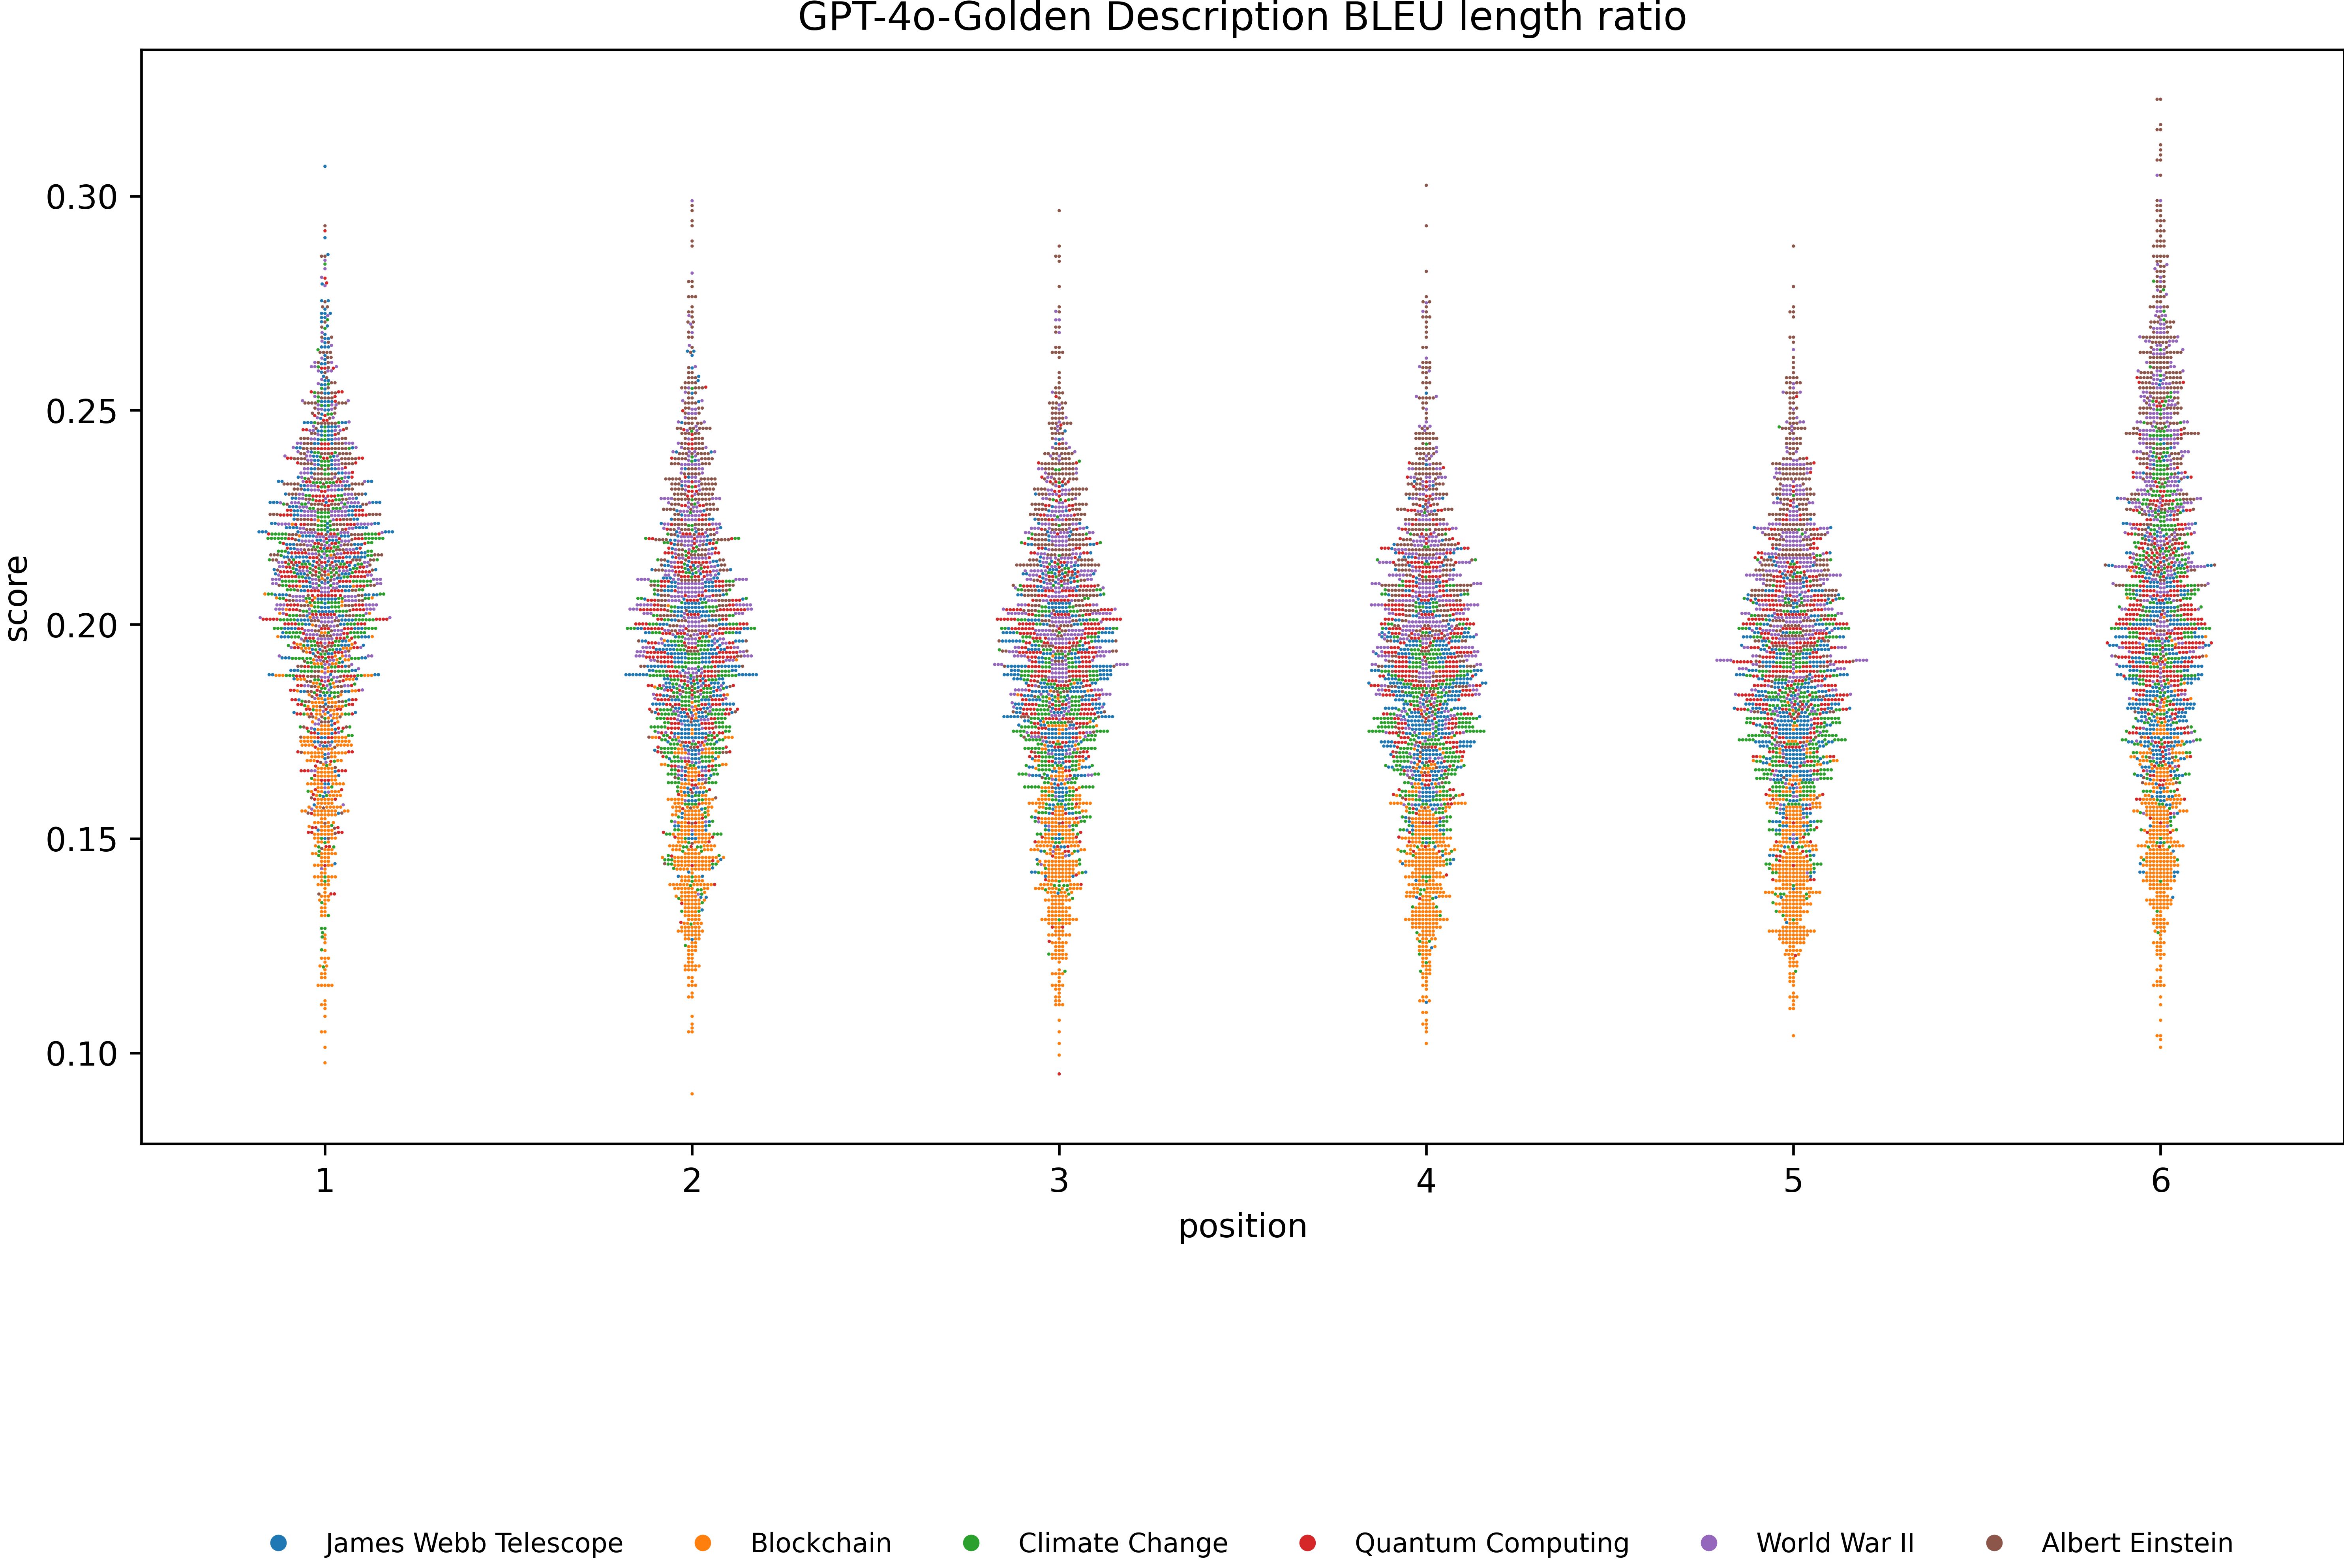 GPT-4o-Golden Description BLEU length ratio
score
0.30
0.25
0.20
0.15
0.10
1 2 3 4 5 6
position
James Webb Telescope Blockchain Climate Change Quantum Computing World War II Albert Einstein